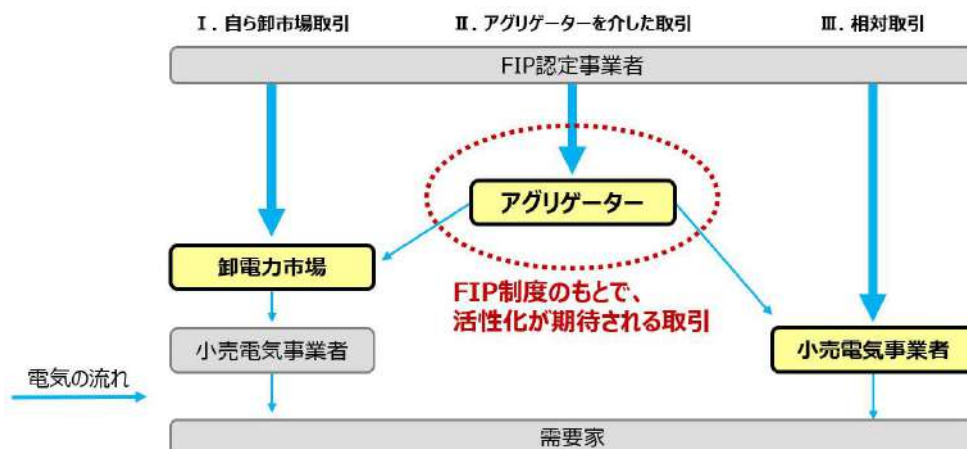 Ⅰ. 自ら卸市場取引
Ⅱ. アグリゲーターを介した取引
Ⅲ. 相対取引
FIP認定事業者
アグリゲーター
卸電力市場
FIP制度のもとで、
活性化が期待される取引
小売電気事業者
小売電気事業者
電気の流れ
需要家